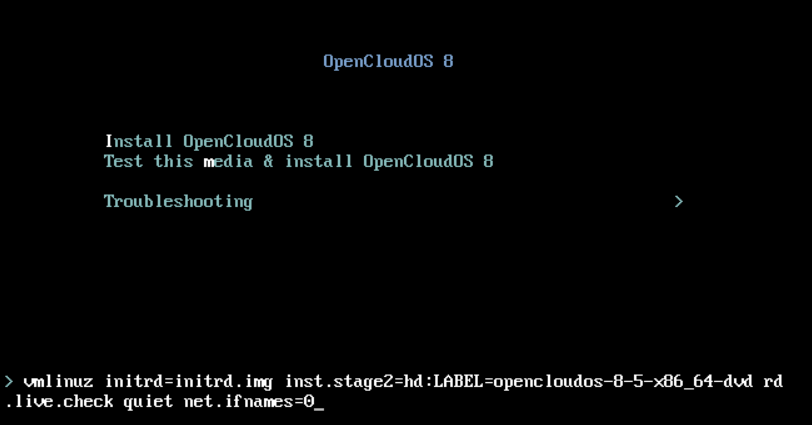 OpenCloudOS 8
Install OpenCloudOS 8
Test this media & install OpenCloudOS 8
Troubleshooting >
> vmlinuz initrd=initrd.img inst.stage2=hd:LABEL=opencloudos-8-5-x86_64-dvd rd
.live.check quiet net.ifnames=0_